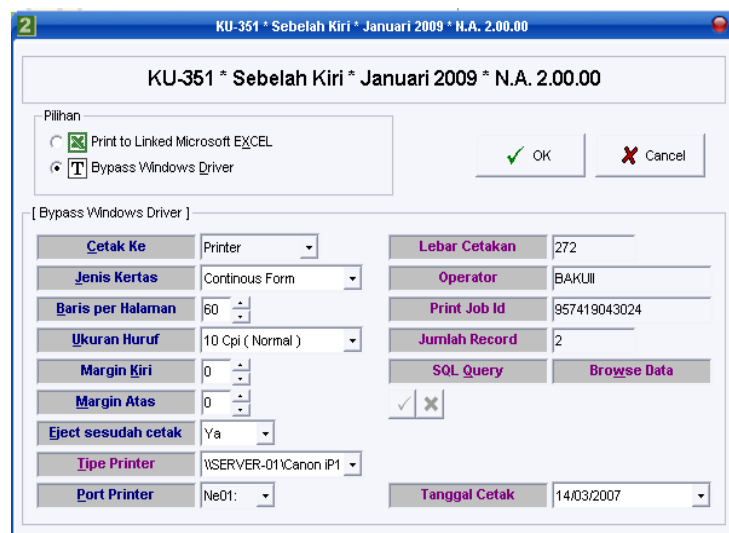 2
KU-351 * Sebelah Kiri * Januari 2009 * N.A. 2.00.00
KU-351 * Sebelah Kiri * Januari 2009 * N.A. 2.00.00
Pilihan
Print to Linked Microsoft EXCEL
T Bypass Windows Driver
OK
Cancel
[ Bypass Windows Driver ]
Cetak Ke Printer
Lebar Cetakan 272
Jenis Kertas Continous Form
Operator BAKUII
Baris per Halaman 60
Print Job Id 957419043024
Ukuran Huruf 10 Cpi ( Normal )
Jumlah Record 2
Margin Kiri 0
SQL Query Browse Data
Margin Atas 0
Eject sesudah cetak Ya
Tipe Printer \\SERVER-01\Canon iP1
Port Printer Ne01:
Tanggal Cetak 14/03/2007